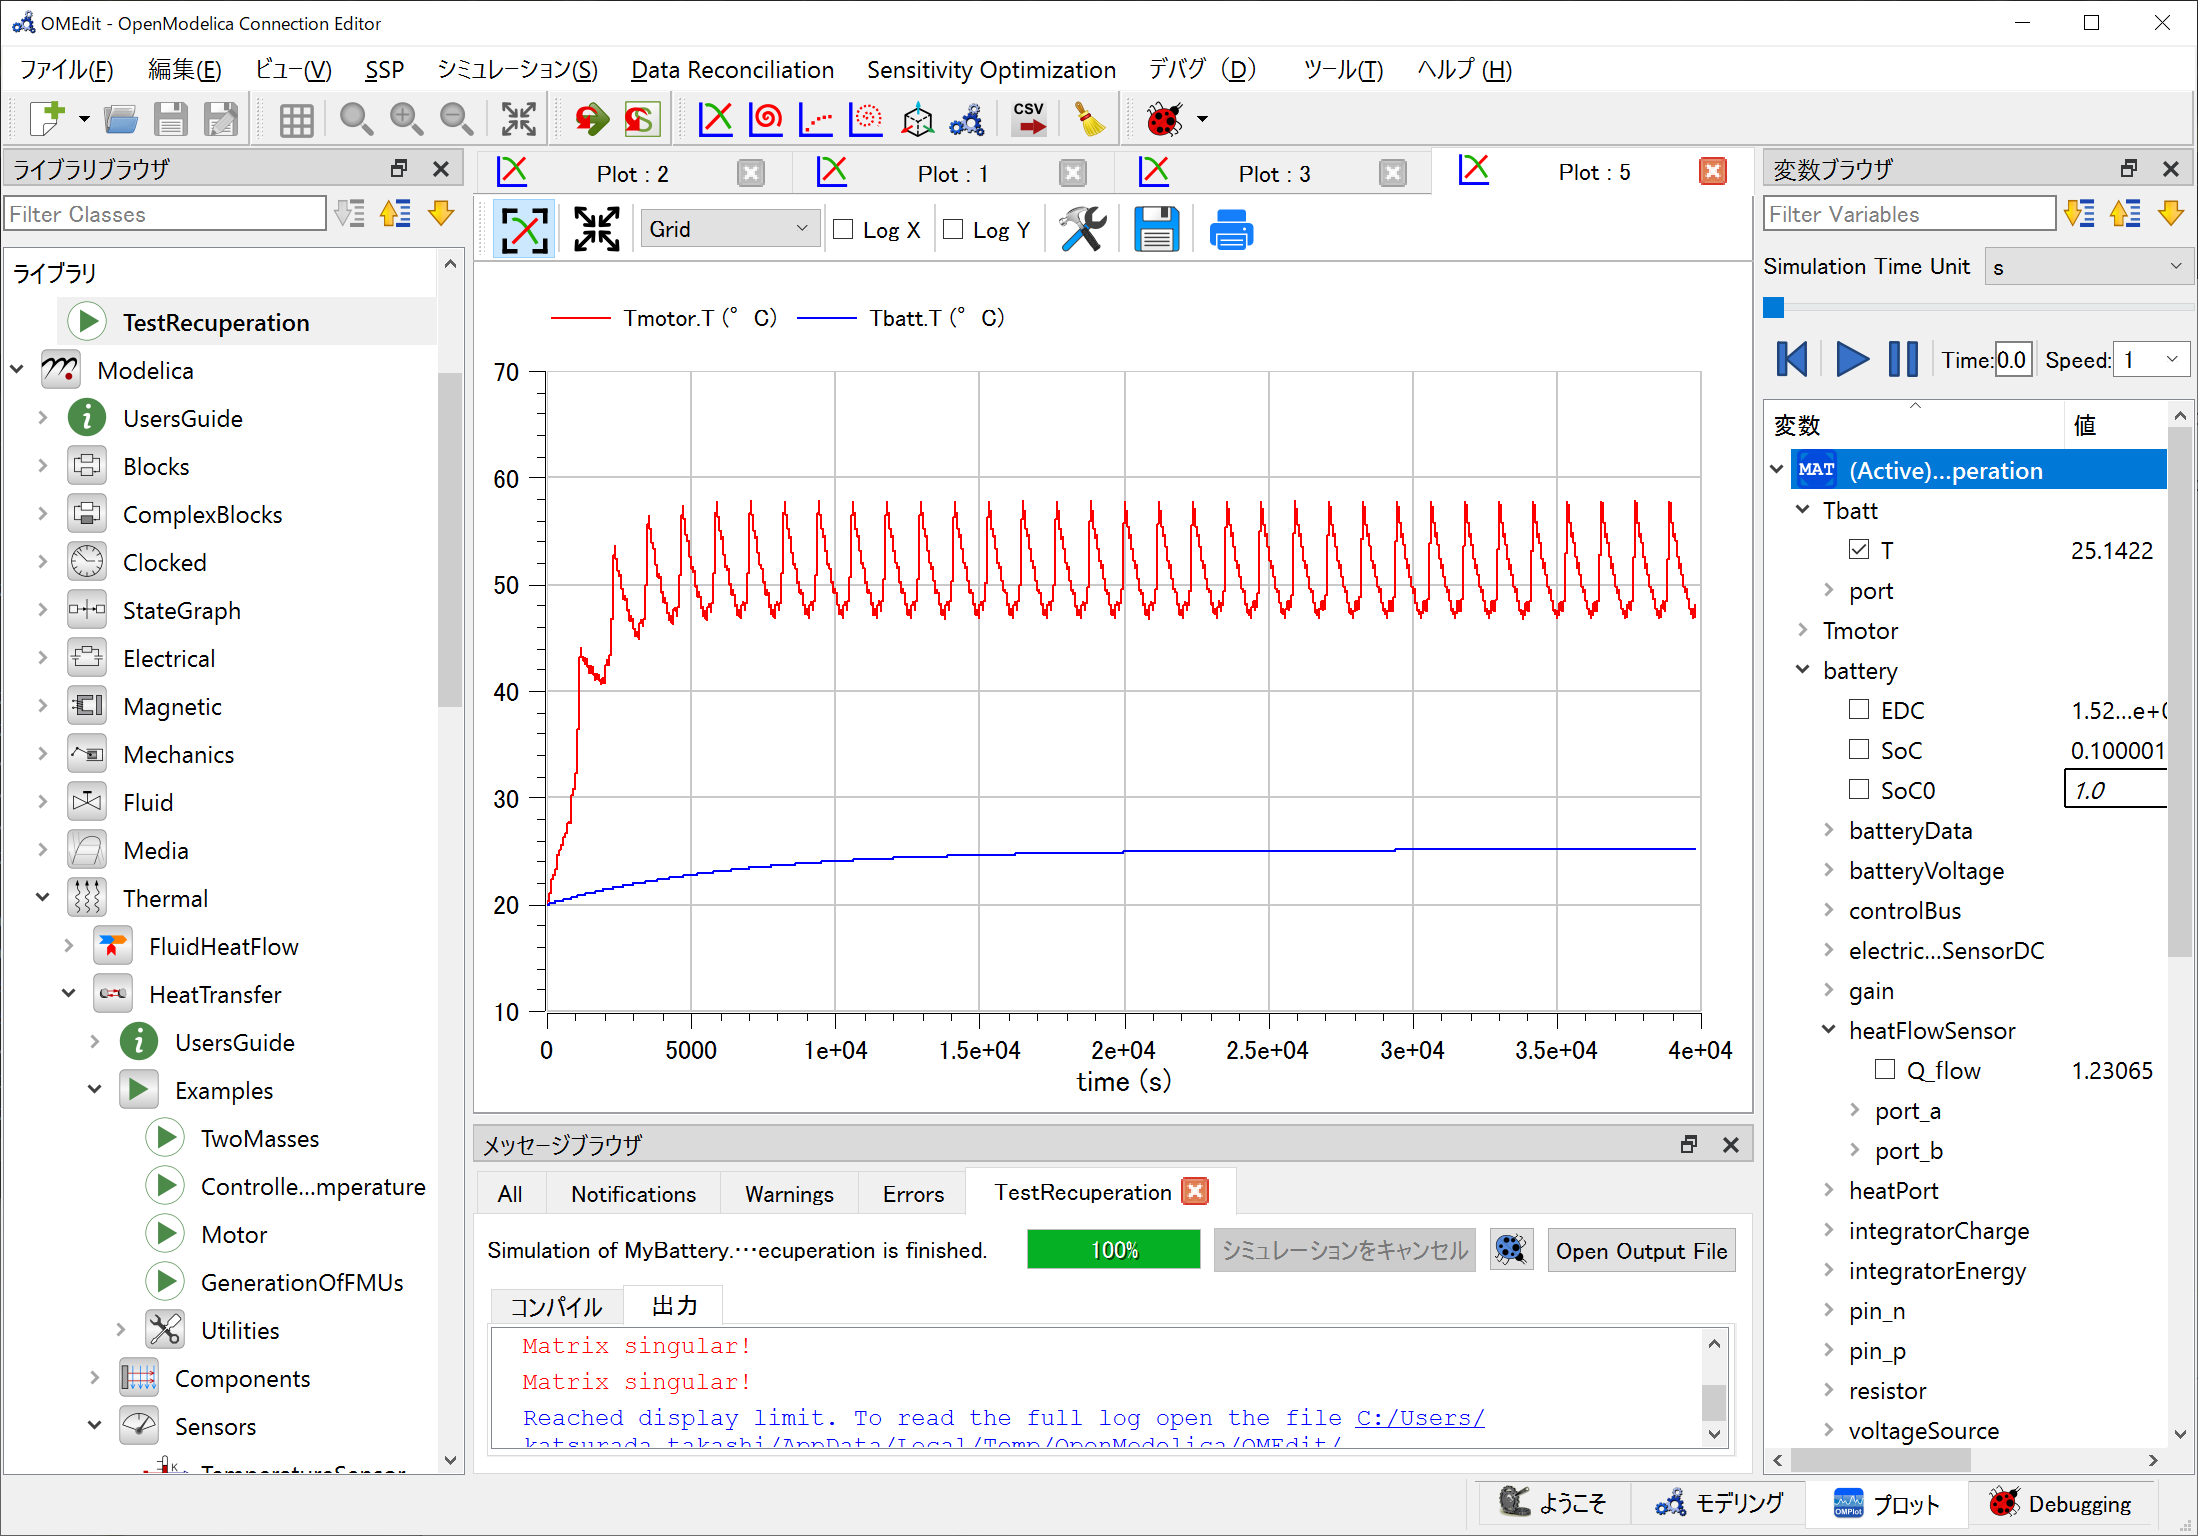 OMEdit - OpenModelica Connection Editor
ファイル(F) 編集(E) ビュー(V) SSP シミュレーション(S) Data Reconciliation Sensitivity Optimization デバグ（D） ツール(T) ヘルプ (H)
CSV
ライブラリブラウザ
Filter Classes
ライブラリ
TestRecuperation
Modelica
UsersGuide
Blocks
ComplexBlocks
Clocked
StateGraph
Electrical
Magnetic
Mechanics
Fluid
Media
Thermal
FluidHeatFlow
HeatTransfer
UsersGuide
Examples
TwoMasses
Controlle...mperature
Motor
GenerationOfFMUs
Utilities
Components
Sensors
TemperatureSensor
Plot : 2
Plot : 1
Plot : 3
Plot : 5
Grid Log X Log Y
Tmotor.T (°C) Tbatt.T (°C)
70
60
50
40
30
20
10
0 5000 1e+04 1.5e+04 2e+04 2.5e+04 3e+04 3.5e+04 4e+04
time (s)
メッセージブラウザ
All Notifications Warnings Errors TestRecuperation
Simulation of MyBattery.…ecuperation is finished. 100% シミュレーションをキャンセル Open Output File
コンパイル 出力
Matrix singular!
Matrix singular!
Reached display limit. To read the full log open the file C:/Users/
katsurada.takashi/AppData/Local/Temp/OpenModelica/OMEdit/
変数ブラウザ
Filter Variables
Simulation Time Unit s
Time: 0.0 Speed: 1
変数 値
MAT (Active)...peration
Tbatt
T 25.1422
port
Tmotor
battery
EDC 1.52...e+0
SoC 0.100001
SoC0 1.0
batteryData
batteryVoltage
controlBus
electric...SensorDC
gain
heatFlowSensor
Q_flow 1.23065
port_a
port_b
heatPort
integratorCharge
integratorEnergy
pin_n
pin_p
resistor
voltageSource
ようこそ モデリング プロット Debugging